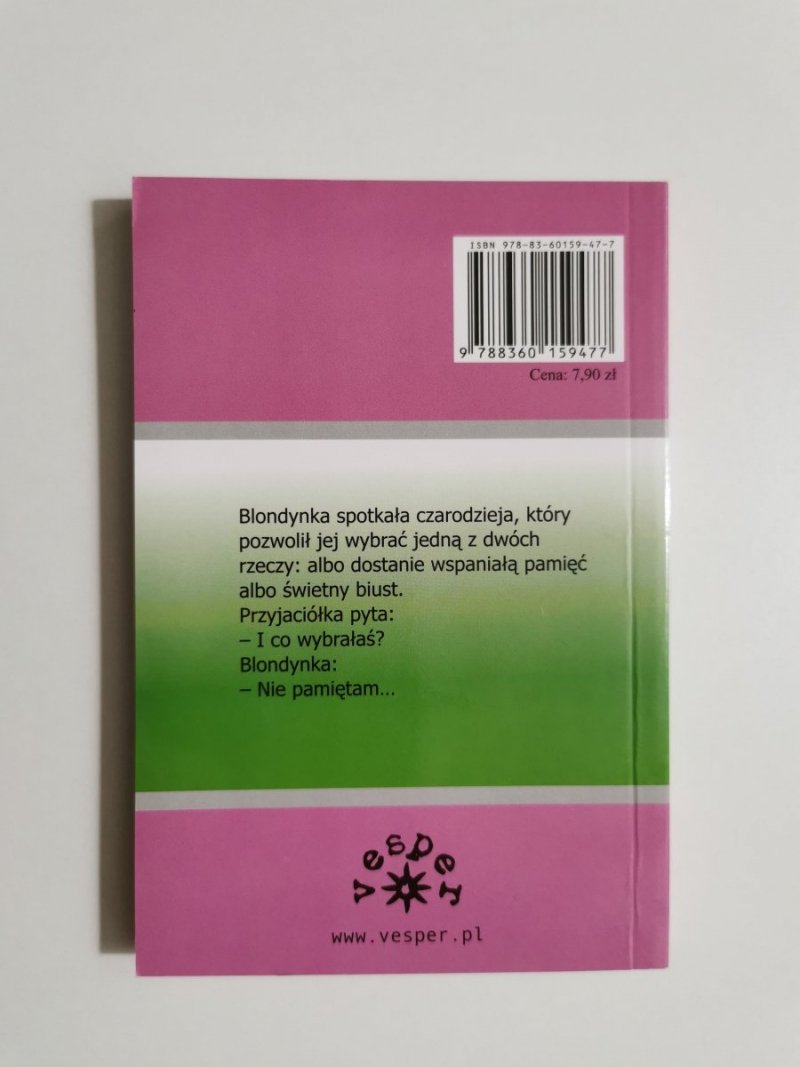 ISBN 978-83-60159-47-7
9 788360 159477
Cena: 7,90 zł
Blondynka spotkała czarodzieja, który
pozwolił jej wybrać jedną z dwóch
rzeczy: albo dostanie wspaniałą pamięć
albo świetny biust.
Przyjaciółka pyta:
– I co wybrałaś?
Blondynka:
– Nie pamiętam...
vesper
www.vesper.pl